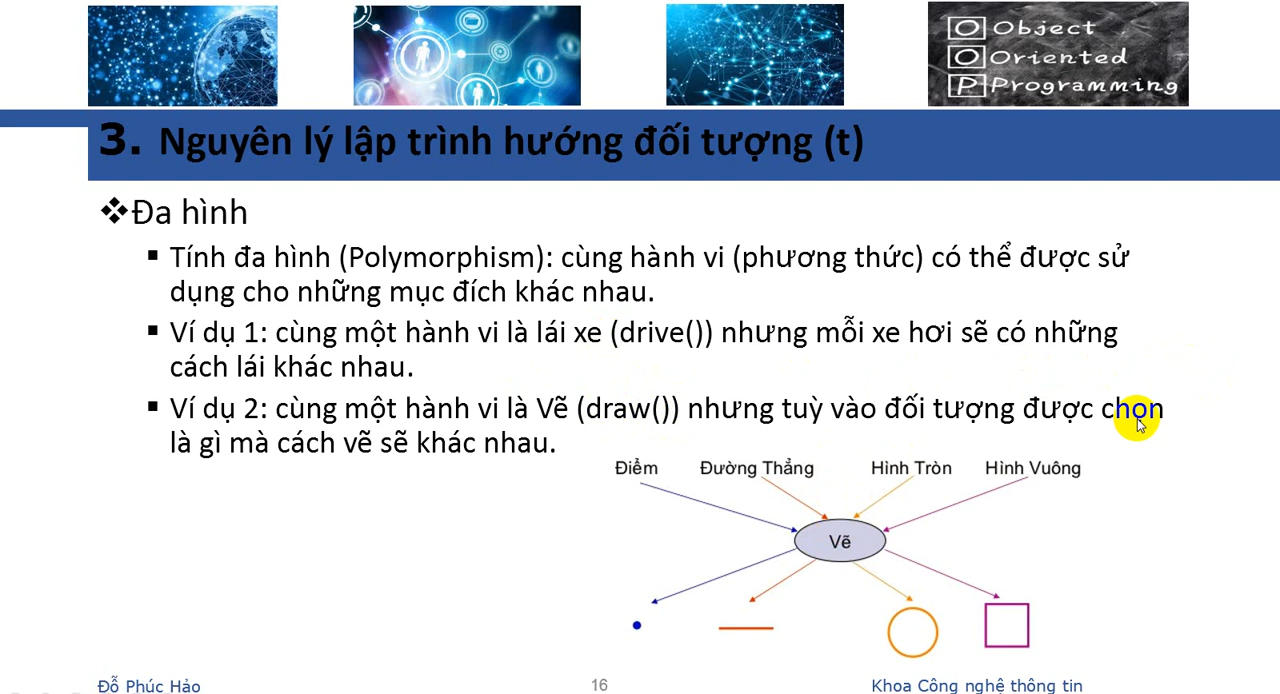 Object
Oriented
Programming
3. Nguyên lý lập trình hướng đối tượng (t)
Đa hình
Tính đa hình (Polymorphism): cùng hành vi (phương thức) có thể được sử
dụng cho những mục đích khác nhau.
Ví dụ 1: cùng một hành vi là lái xe (drive()) nhưng mỗi xe hơi sẽ có những
cách lái khác nhau.
Ví dụ 2: cùng một hành vi là Vẽ (draw()) nhưng tuỳ vào đối tượng được chọn
là gì mà cách vẽ sẽ khác nhau.
Điểm Đường Thẳng Hình Tròn Hình Vuông
Vẽ
Đỗ Phúc Hảo 16 Khoa Công nghệ thông tin